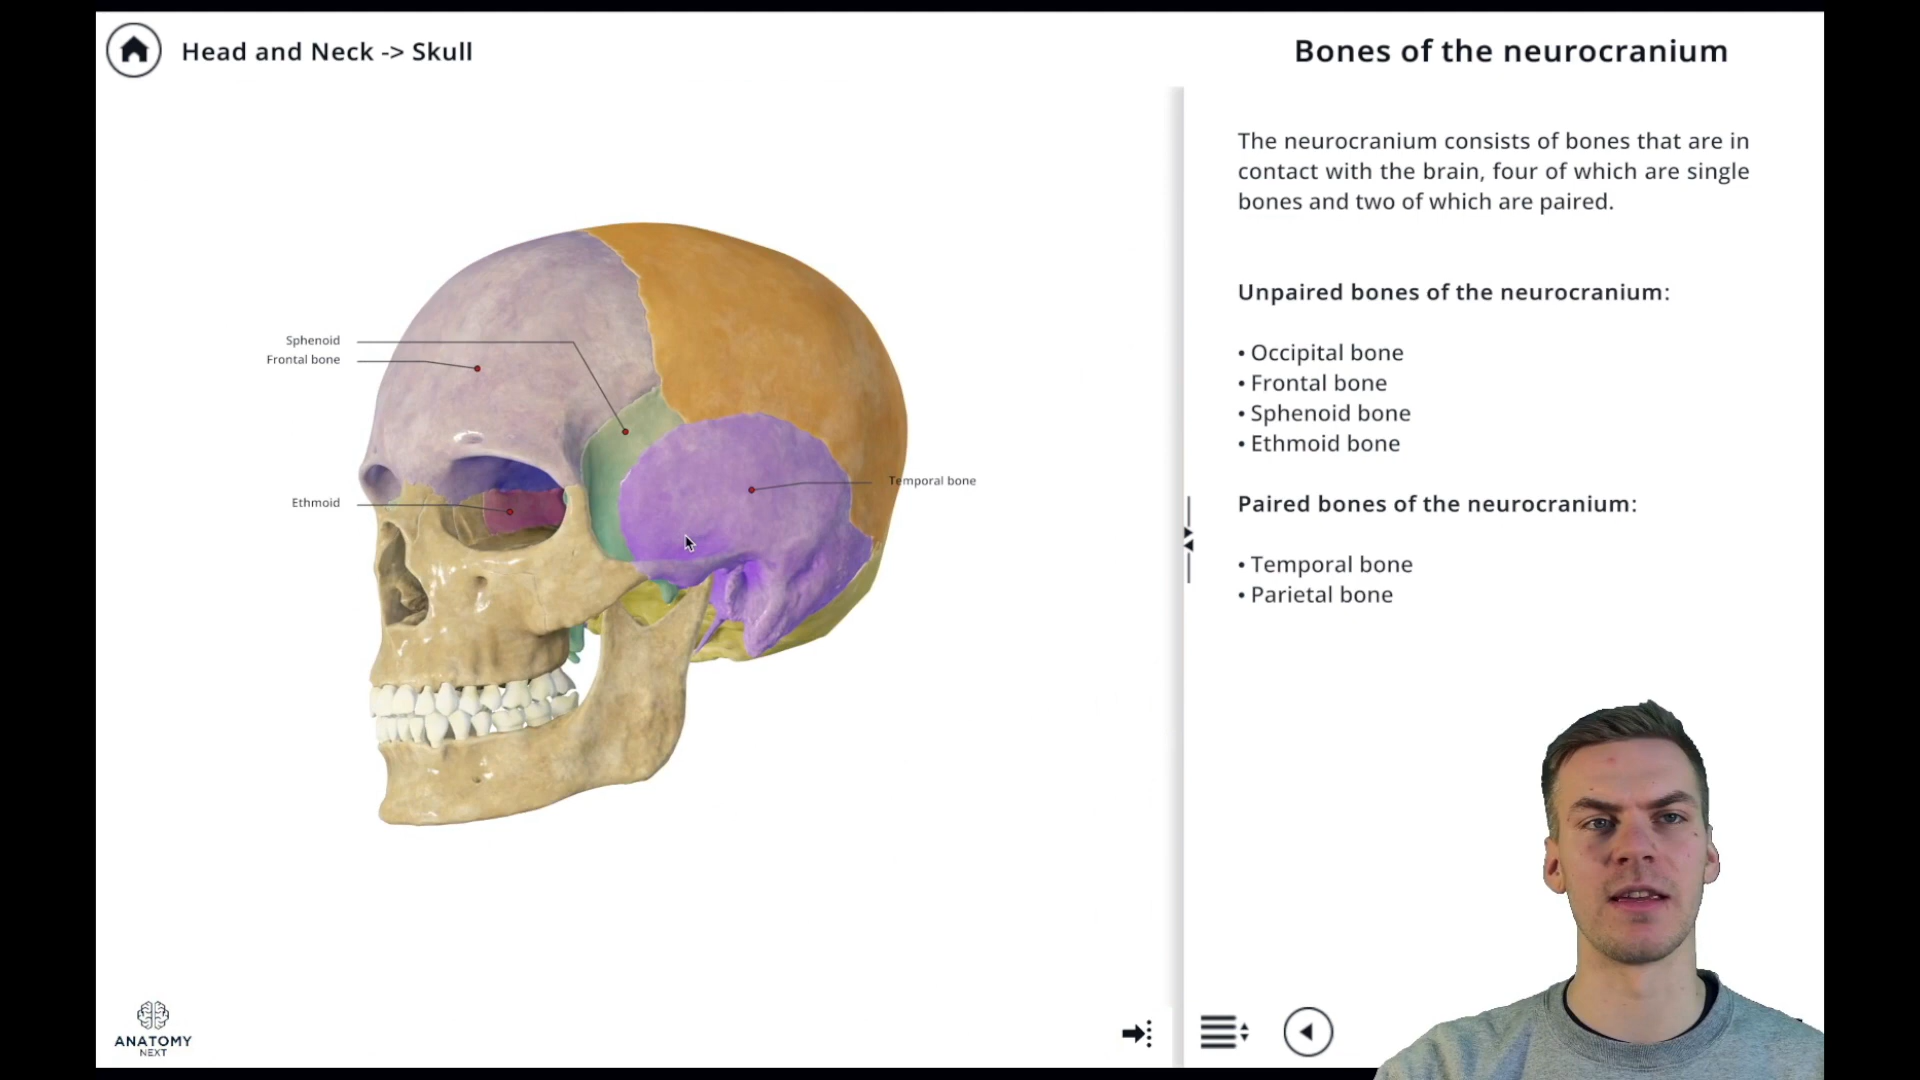 Head and Neck -> Skull
Bones of the neurocranium
Sphenoid
Frontal bone
Ethmoid
Temporal bone
The neurocranium consists of bones that are in
contact with the brain, four of which are single
bones and two of which are paired.
Unpaired bones of the neurocranium:
• Occipital bone
• Frontal bone
• Sphenoid bone
• Ethmoid bone
Paired bones of the neurocranium:
• Temporal bone
• Parietal bone
ANATOMY
NEXT